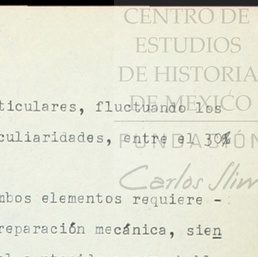 CENTRO DE
ESTUDIOS
DE HISTORIA
DE MEXICO
FUNDACIÓN
Carlos Slim
ticulares, fluctuando los
culiaridades, entre el 30%
mbos elementos requiere -
reparación mecánica, sien